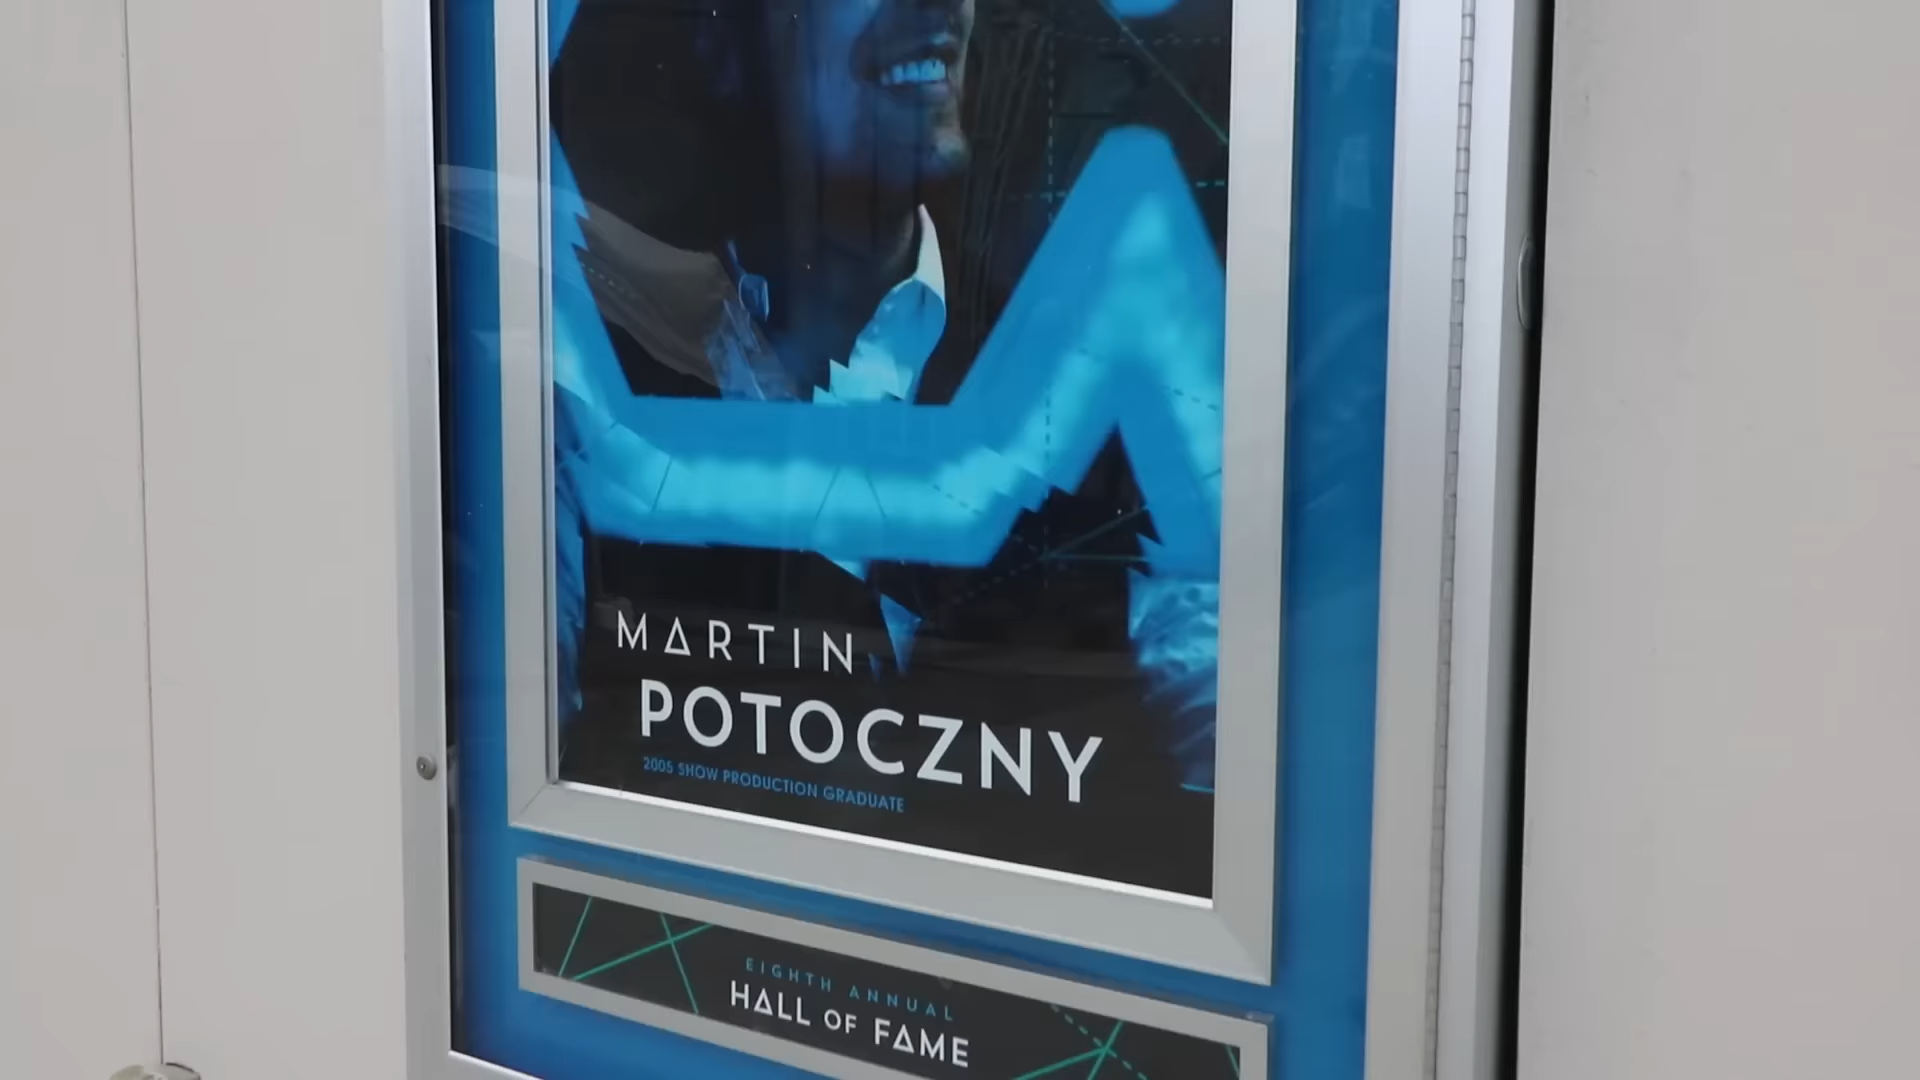 MARTIN
POTOCZNY
2005 SHOW PRODUCTION GRADUATE
EIGHTH ANNUAL
HALL OF FAME